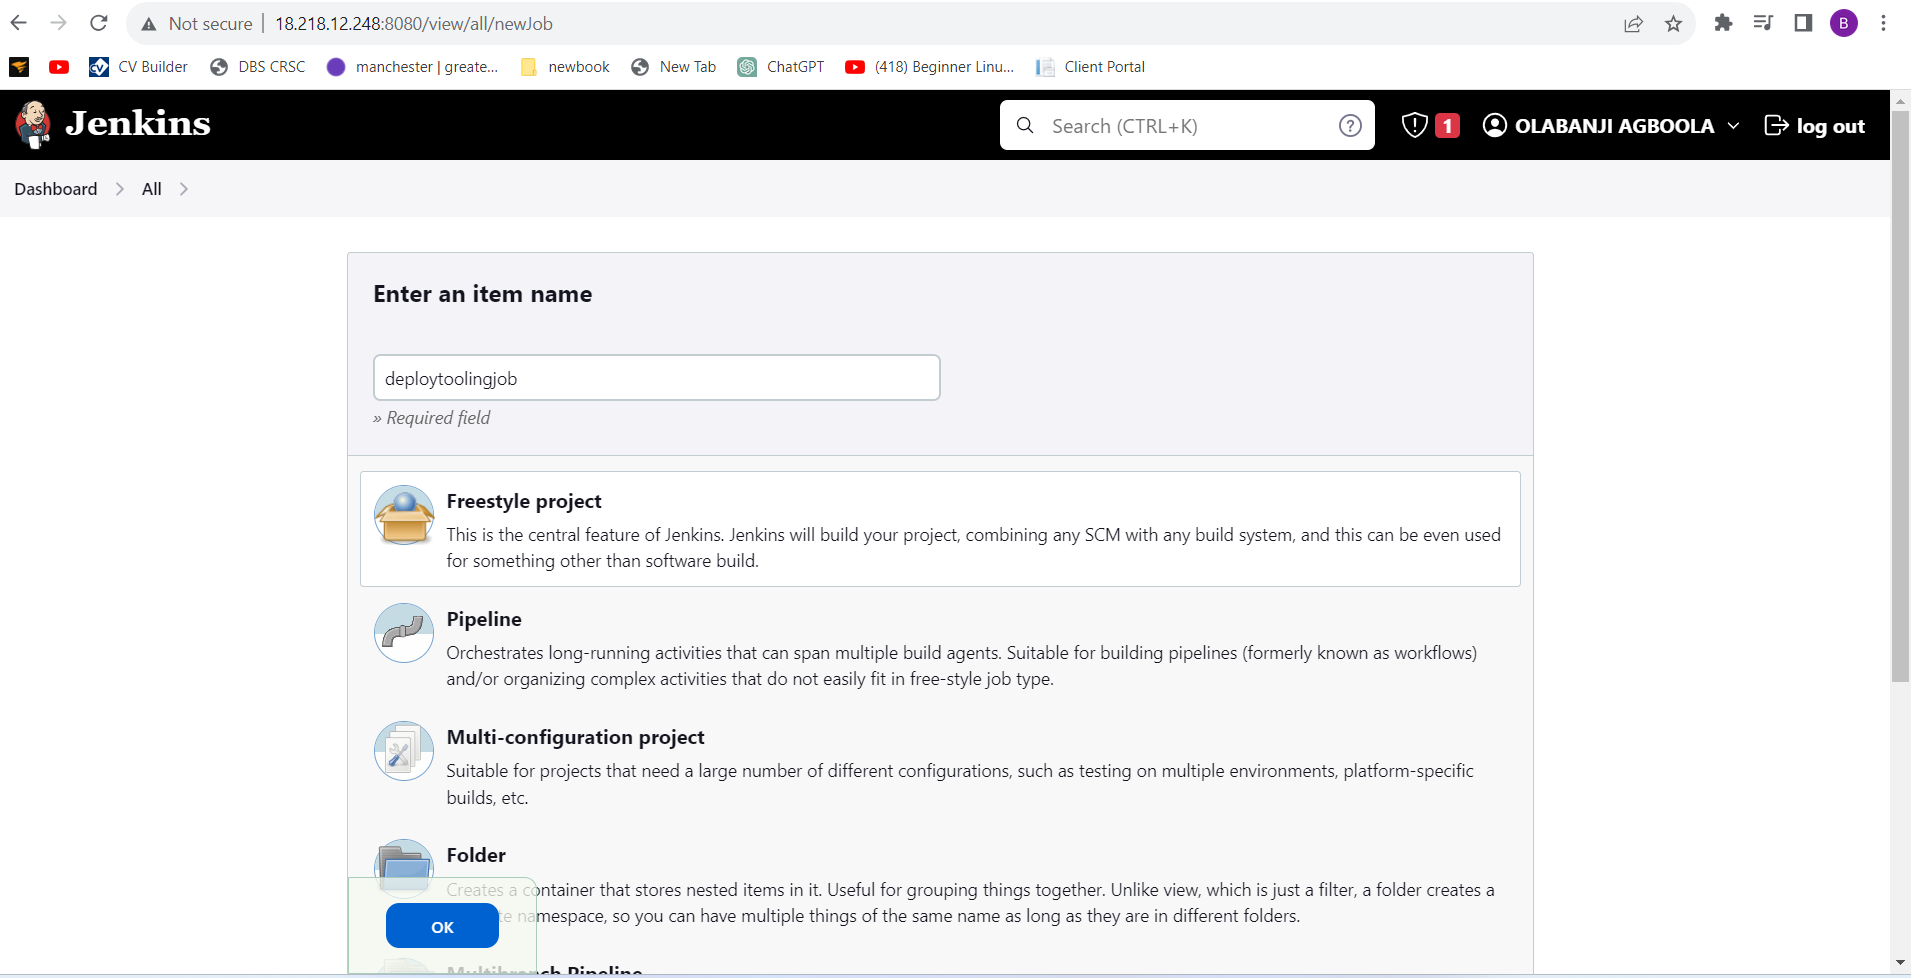 Not secure 18.218.12.248:8080/view/all/newJob B
CV Builder DBS CRSC manchester | greate... newbook New Tab ChatGPT (418) Beginner Linu... Client Portal
Jenkins Search (CTRL+K) ? 1 OLABANJI AGBOOLA log out
Dashboard All
Enter an item name
deploytoolingjob
» Required field
Freestyle project
This is the central feature of Jenkins. Jenkins will build your project, combining any SCM with any build system, and this can be even used
for something other than software build.
Pipeline
Orchestrates long-running activities that can span multiple build agents. Suitable for building pipelines (formerly known as workflows)
and/or organizing complex activities that do not easily fit in free-style job type.
Multi-configuration project
Suitable for projects that need a large number of different configurations, such as testing on multiple environments, platform-specific
builds, etc.
Folder
Creates a container that stores nested items in it. Useful for grouping things together. Unlike view, which is just a filter, a folder creates a
namespace, so you can have multiple things of the same name as long as they are in different folders.
OK
Multibranch Pipeline